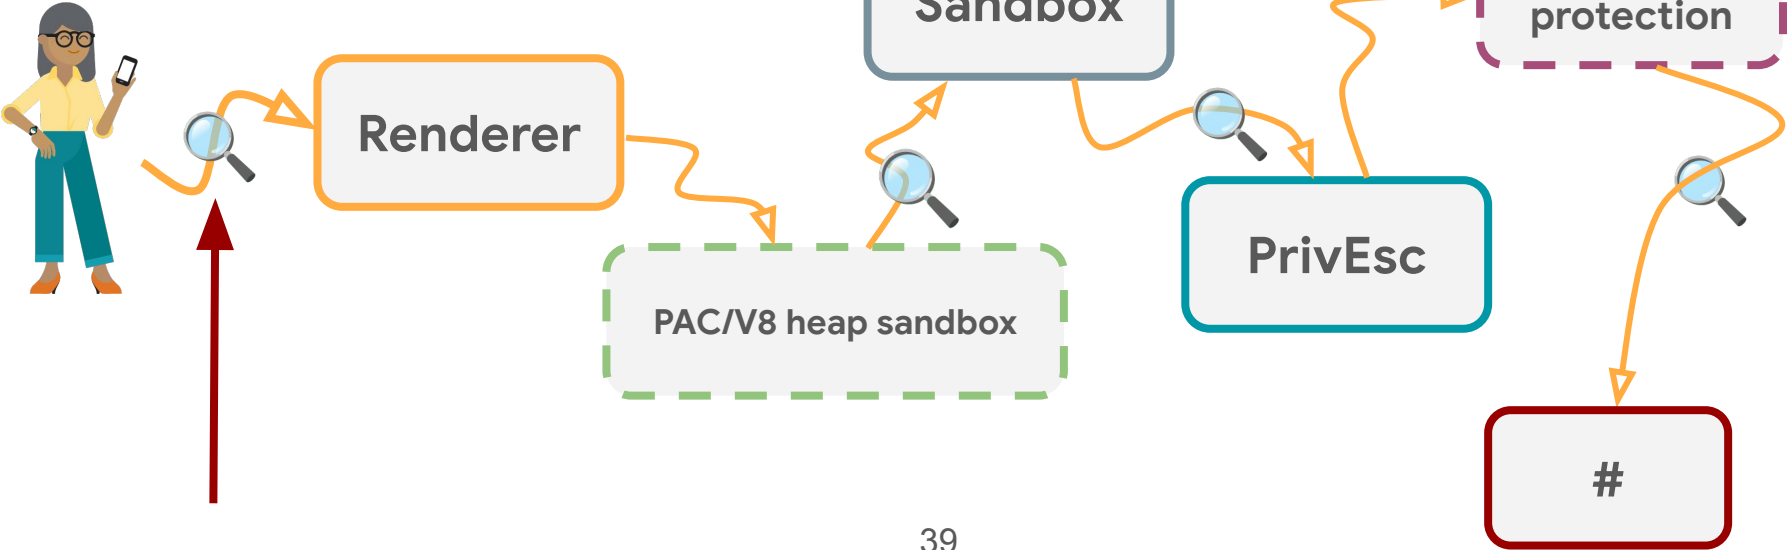 Sandbox
protection
Renderer
PrivEsc
PAC/V8 heap sandbox
#
39